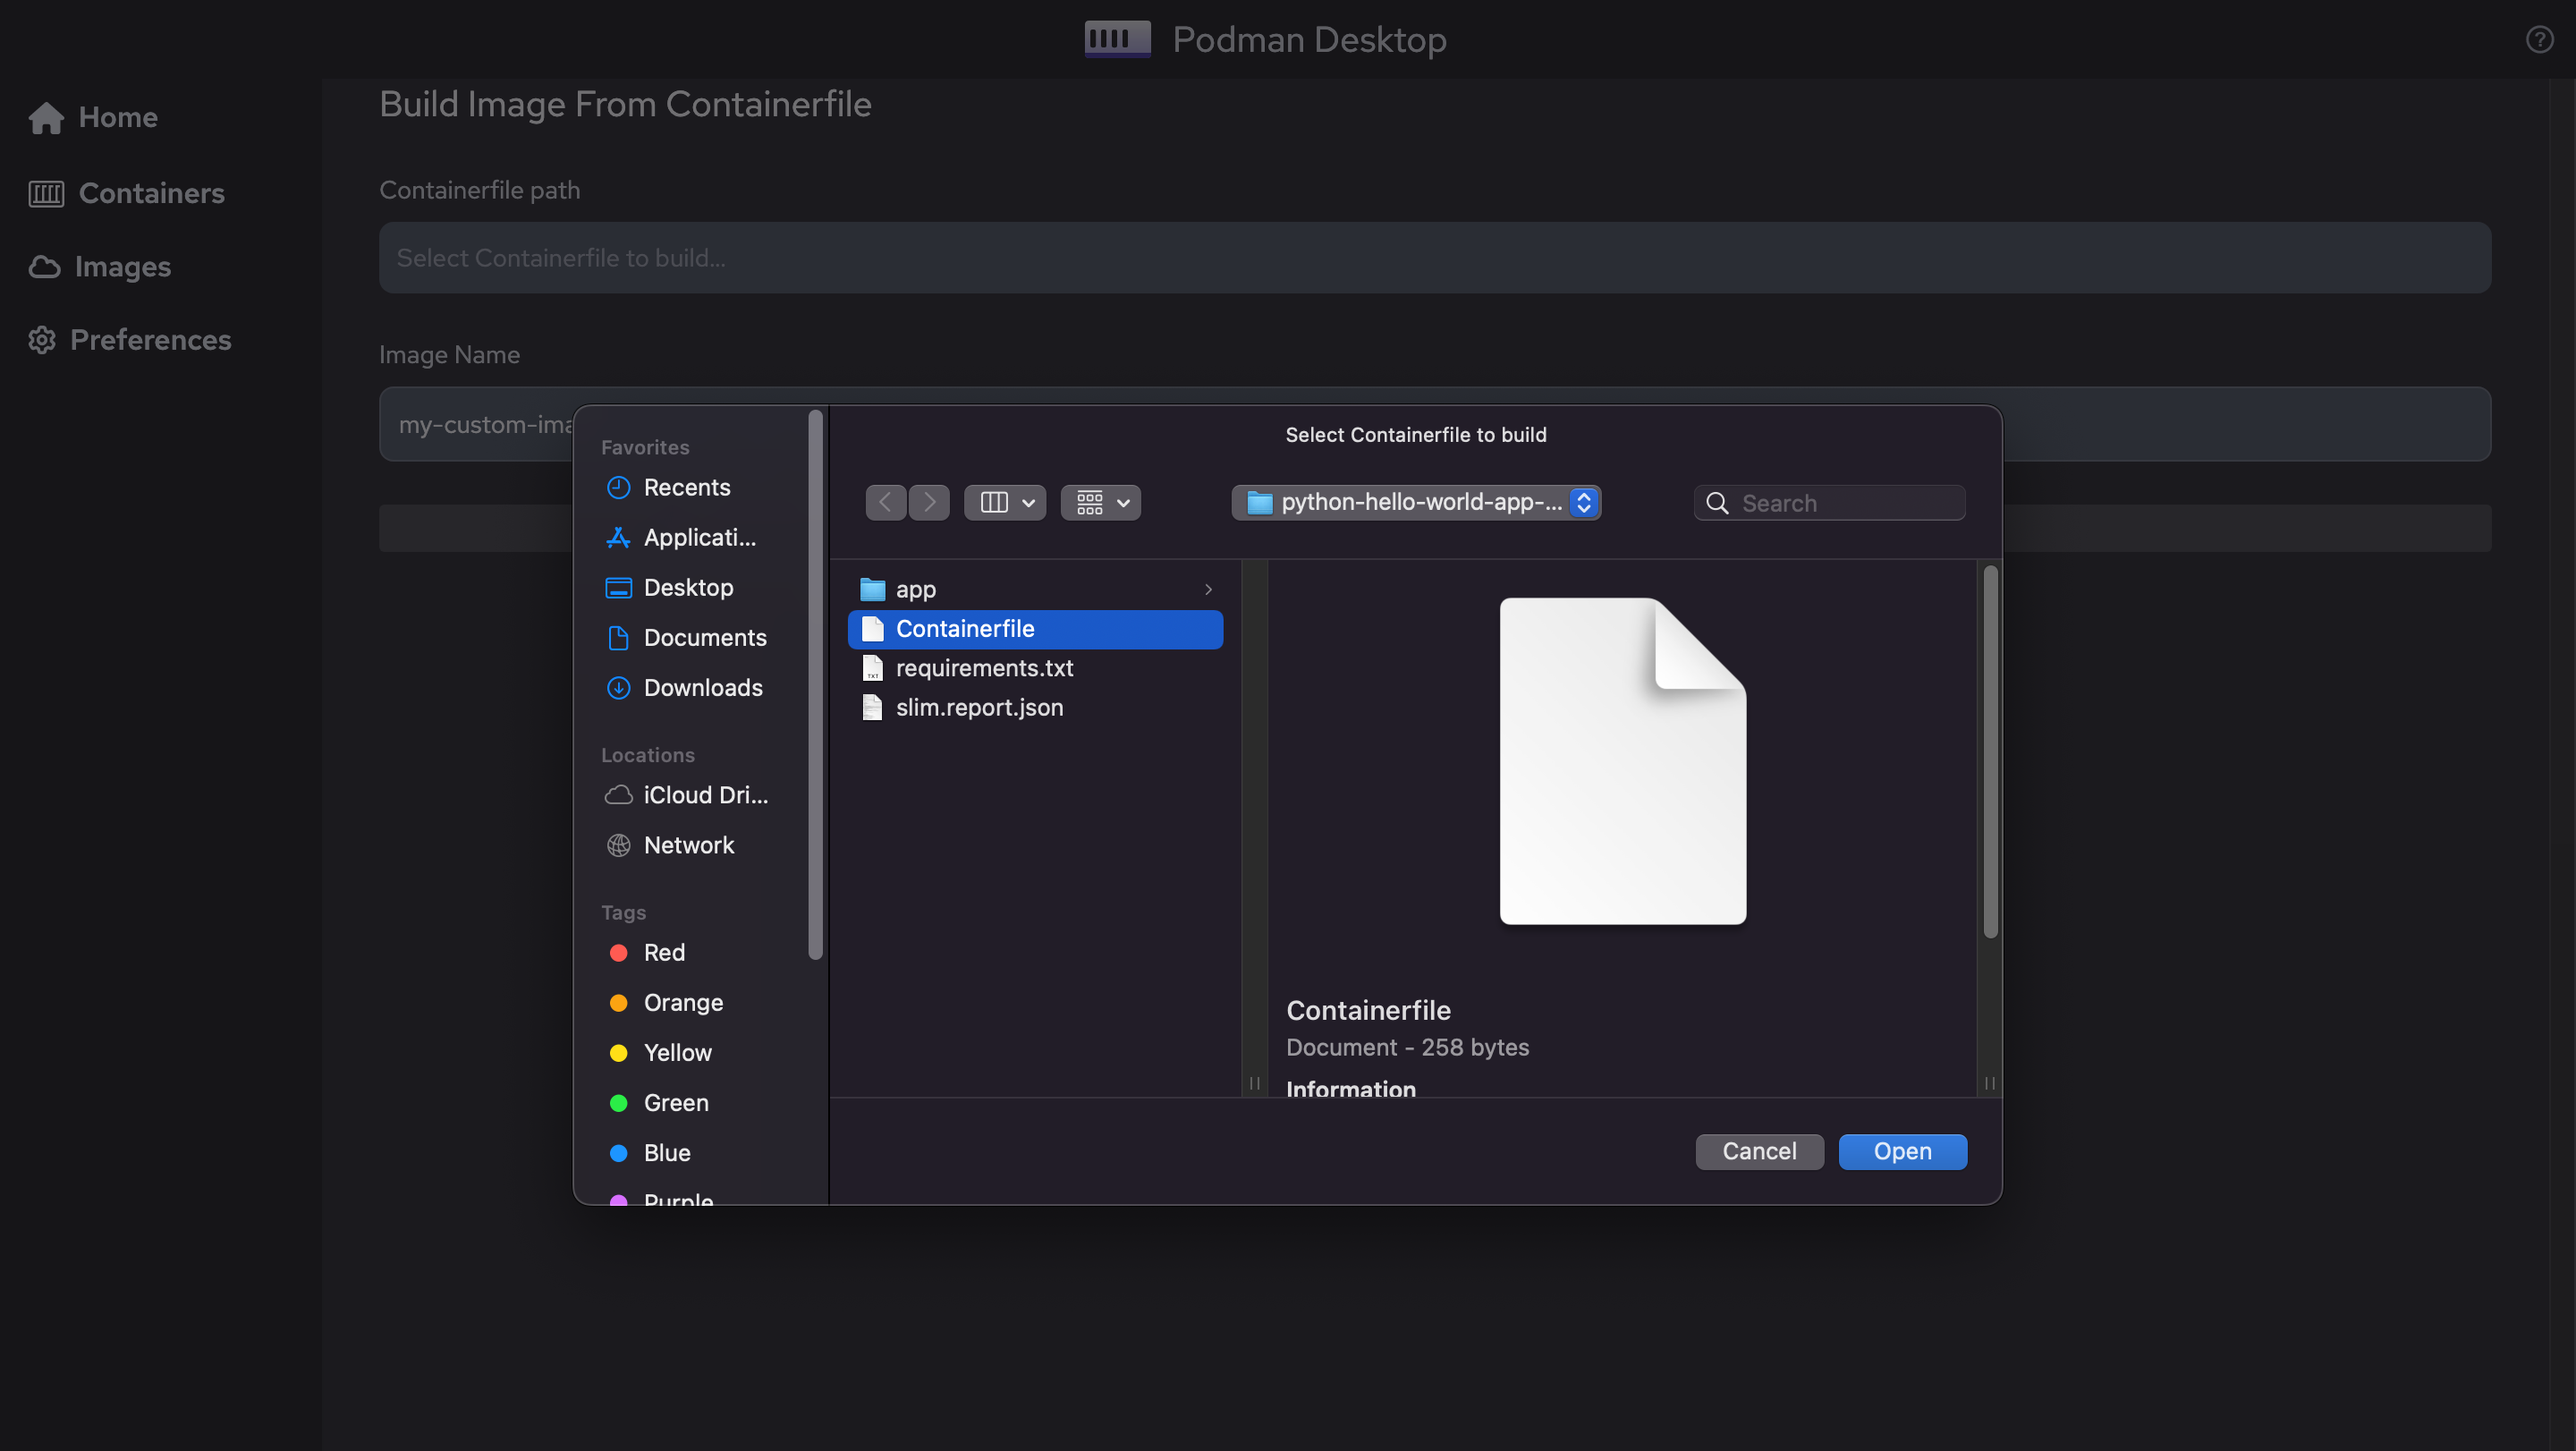 Podman Desktop
Home
Containers
Images
Preferences
Build Image From Containerfile
Containerfile path
Select Containerfile to build...
Image Name
my-custom-ima
Favorites
Recents
Applicati...
Desktop
Documents
Downloads
Locations
iCloud Dri...
Network
Tags
Red
Orange
Yellow
Green
Blue
Purple
Select Containerfile to build
python-hello-world-app-...
Search
app
Containerfile
requirements.txt
slim.report.json
Containerfile
Document - 258 bytes
Information
Cancel
Open